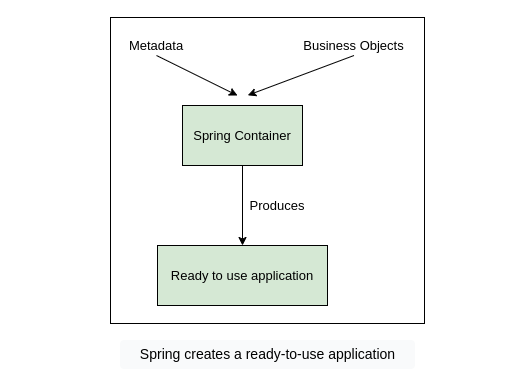 Metadata
Business Objects
Spring Container
Produces
Ready to use application
Spring creates a ready-to-use application